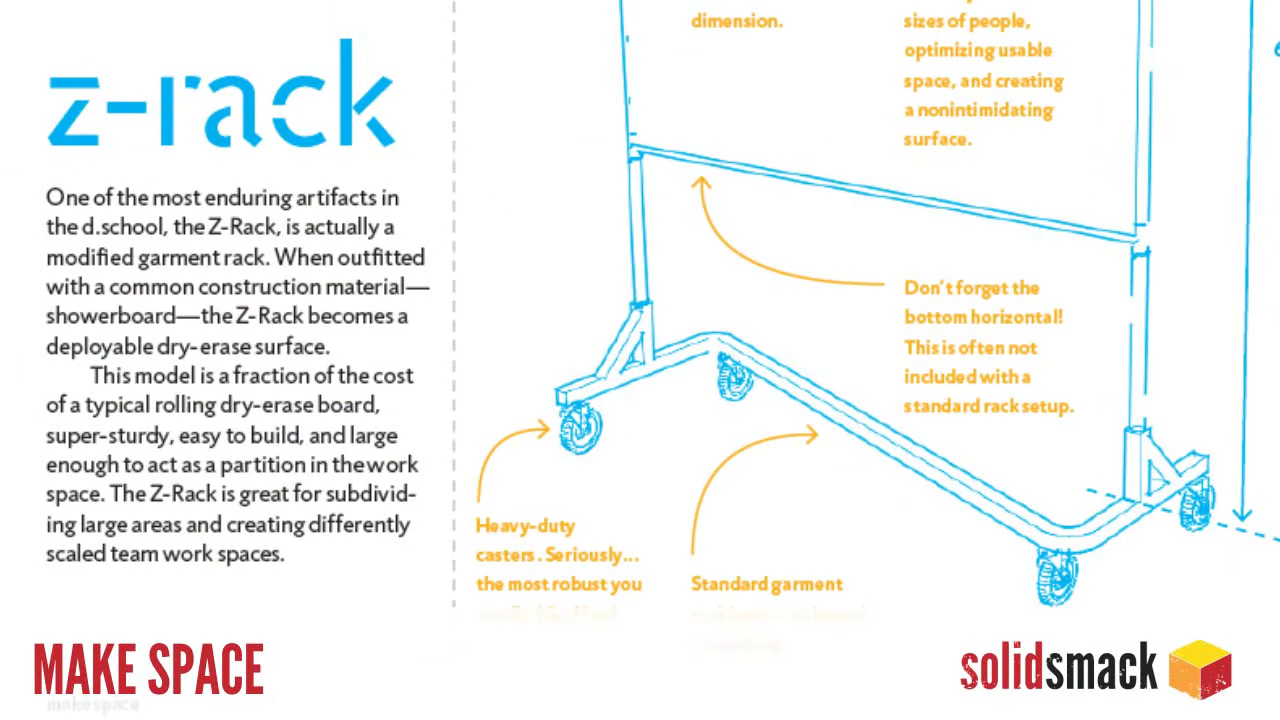 z-rack
One of the most enduring artifacts in
the d.school, the Z-Rack, is actually a
modified garment rack. When outfitted
with a common construction material—
showerboard—the Z-Rack becomes a
deployable dry-erase surface.
This model is a fraction of the cost
of a typical rolling dry-erase board,
super-sturdy, easy to build, and large
enough to act as a partition in the work
space. The Z-Rack is great for subdivid-
ing large areas and creating differently
scaled team work spaces.
dimension.
sizes of people,
optimizing usable
space, and creating
a nonintimidating
surface.
Don't forget the
bottom horizontal!
This is often not
included with a
standard rack setup.
Heavy-duty
casters. Seriously...
the most robust you
Standard garment
MAKE SPACE
makespace
solidsmack